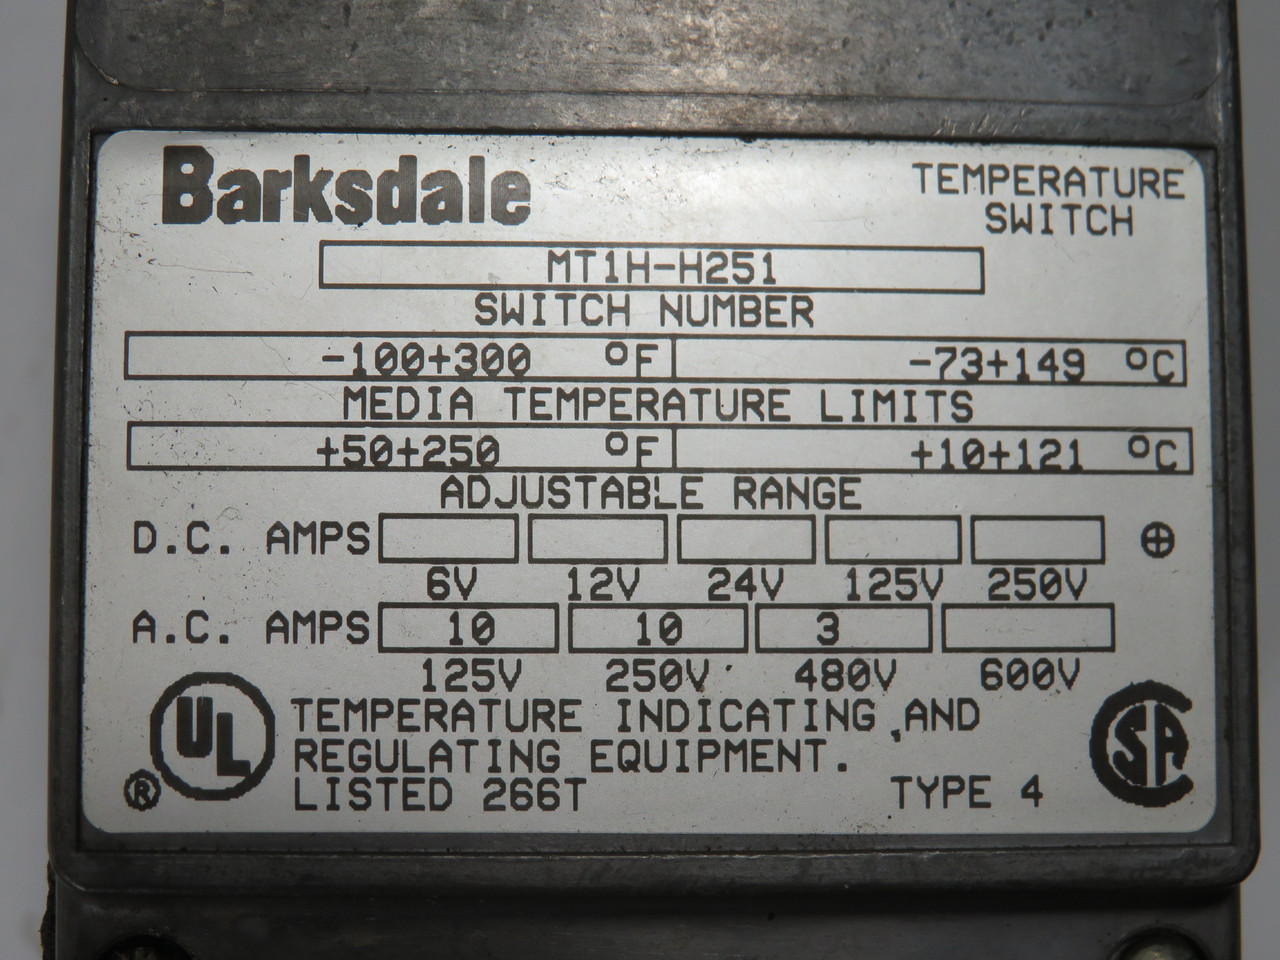 Barksdale
TEMPERATURE
SWITCH
MT1H-H251
SWITCH NUMBER
-100+300 °F -73+149 °C
MEDIA TEMPERATURE LIMITS
+50+250 °F +10+121 °C
ADJUSTABLE RANGE
D.C. AMPS
6V 12V 24V 125V 250V
A.C. AMPS 10 10 3
125V 250V 480V 600V
UL ®
TEMPERATURE INDICATING AND
REGULATING EQUIPMENT.
LISTED 266T TYPE 4
CSA